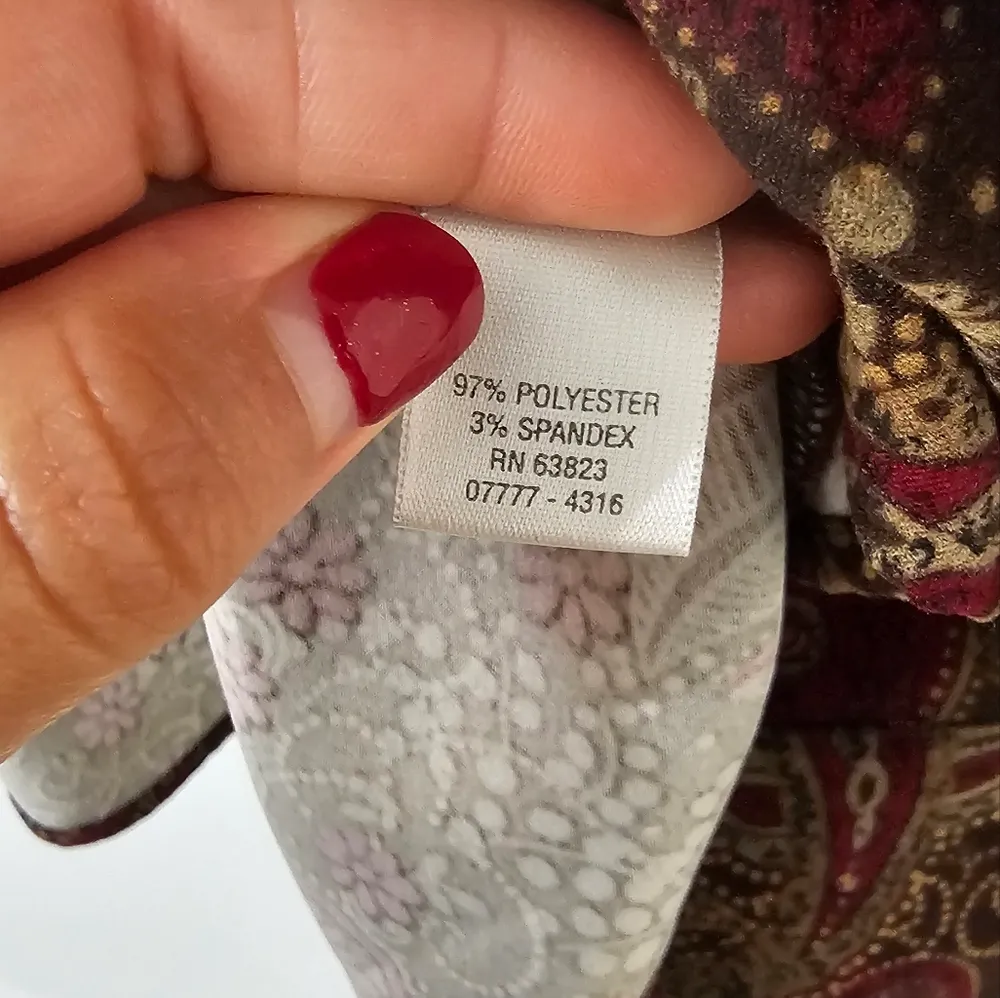 97% POLYESTER
3% SPANDEX
RN 63823
07777 - 4316